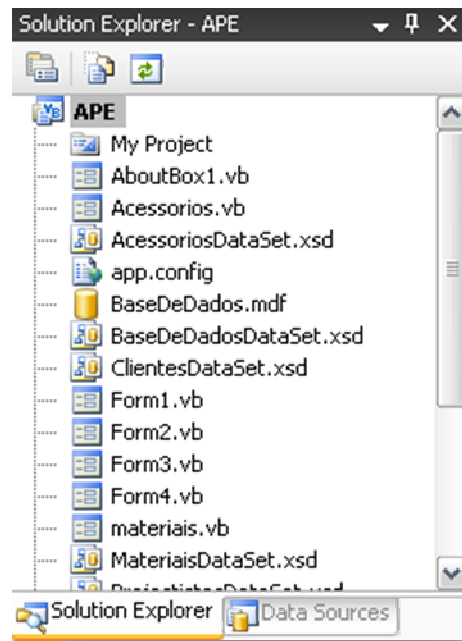 Solution Explorer - APE
APE
My Project
AboutBox1.vb
Acessorios.vb
AcessoriosDataSet.xsd
app.config
BaseDeDados.mdf
BaseDeDadosDataSet.xsd
ClientesDataSet.xsd
Form1.vb
Form2.vb
Form3.vb
Form4.vb
materiais.vb
MateriaisDataSet.xsd
Solution Explorer Data Sources